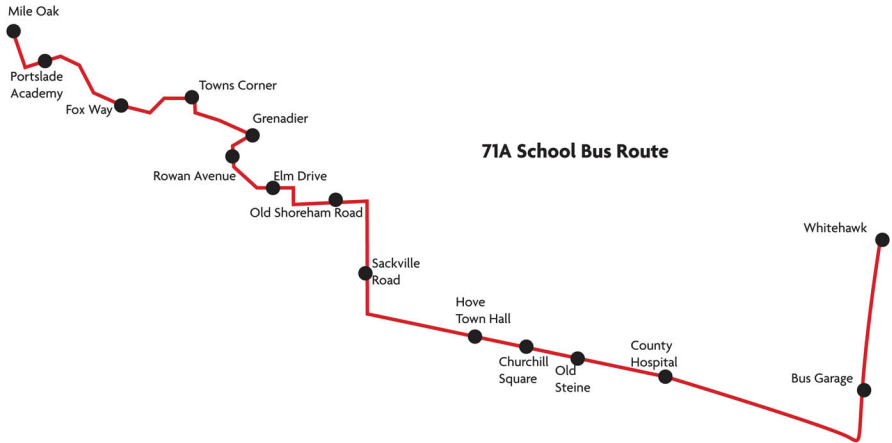 Mile Oak
Portslade
Academy
Fox Way
Towns Corner
Grenadier
Rowan Avenue
Elm Drive
Old Shoreham Road
71A School Bus Route
Sackville
Road
Hove
Town Hall
Churchill
Square
Old
Steine
County
Hospital
Bus Garage
Whitehawk